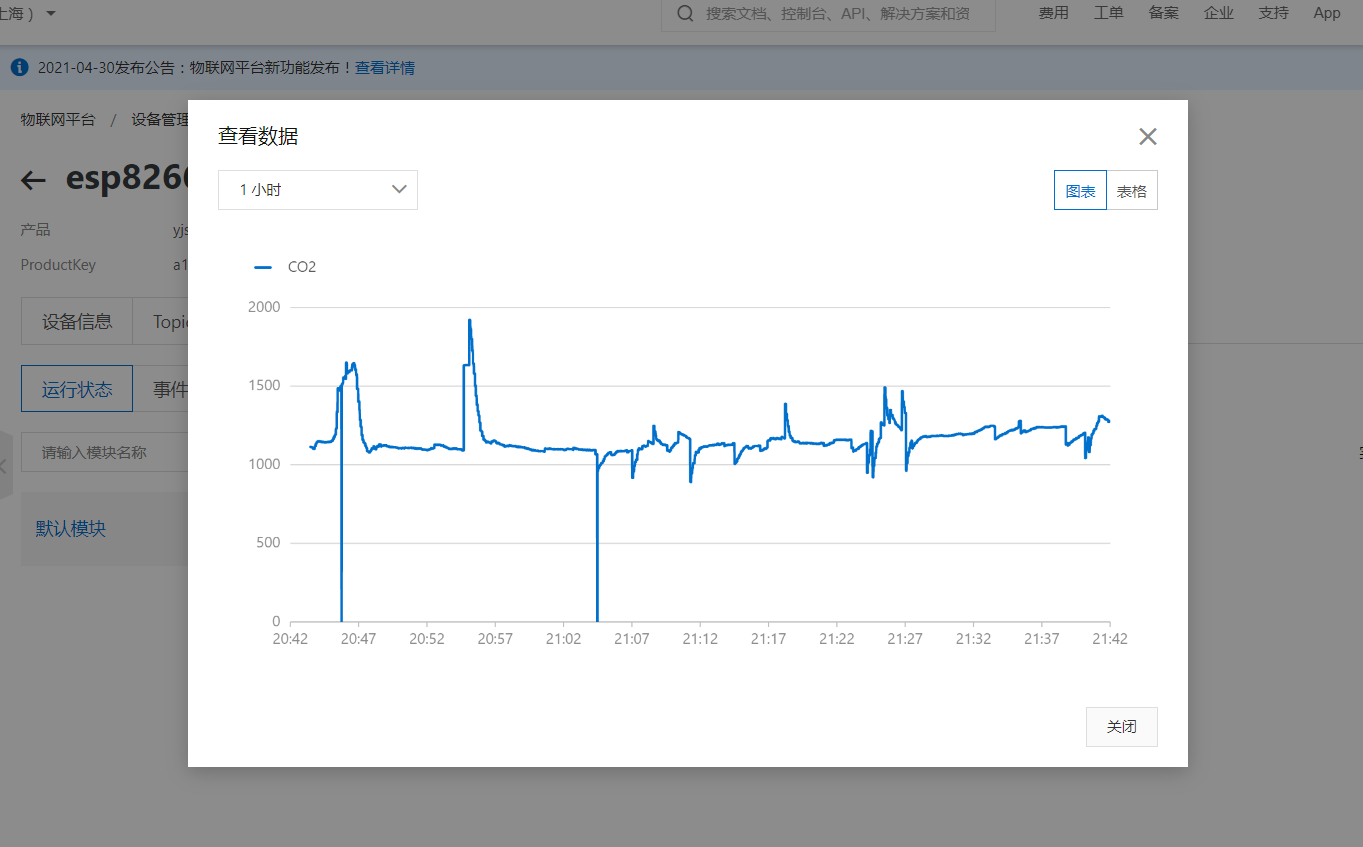 上海）
搜索文档、控制台、API、解决方案和资
费用 工单 备案 企业 支持 App
2021-04-30发布公告：物联网平台新功能发布！查看详情
物联网平台 / 设备管理
查看数据
esp826
1 小时
图表 表格
产品 yjs
ProductKey a1
CO2
设备信息 Topic
运行状态 事件
请输入模块名称
默认模块
2000
1500
1000
500
0
20:42 20:47 20:52 20:57 21:02 21:07 21:12 21:17 21:22 21:27 21:32 21:37 21:42
关闭